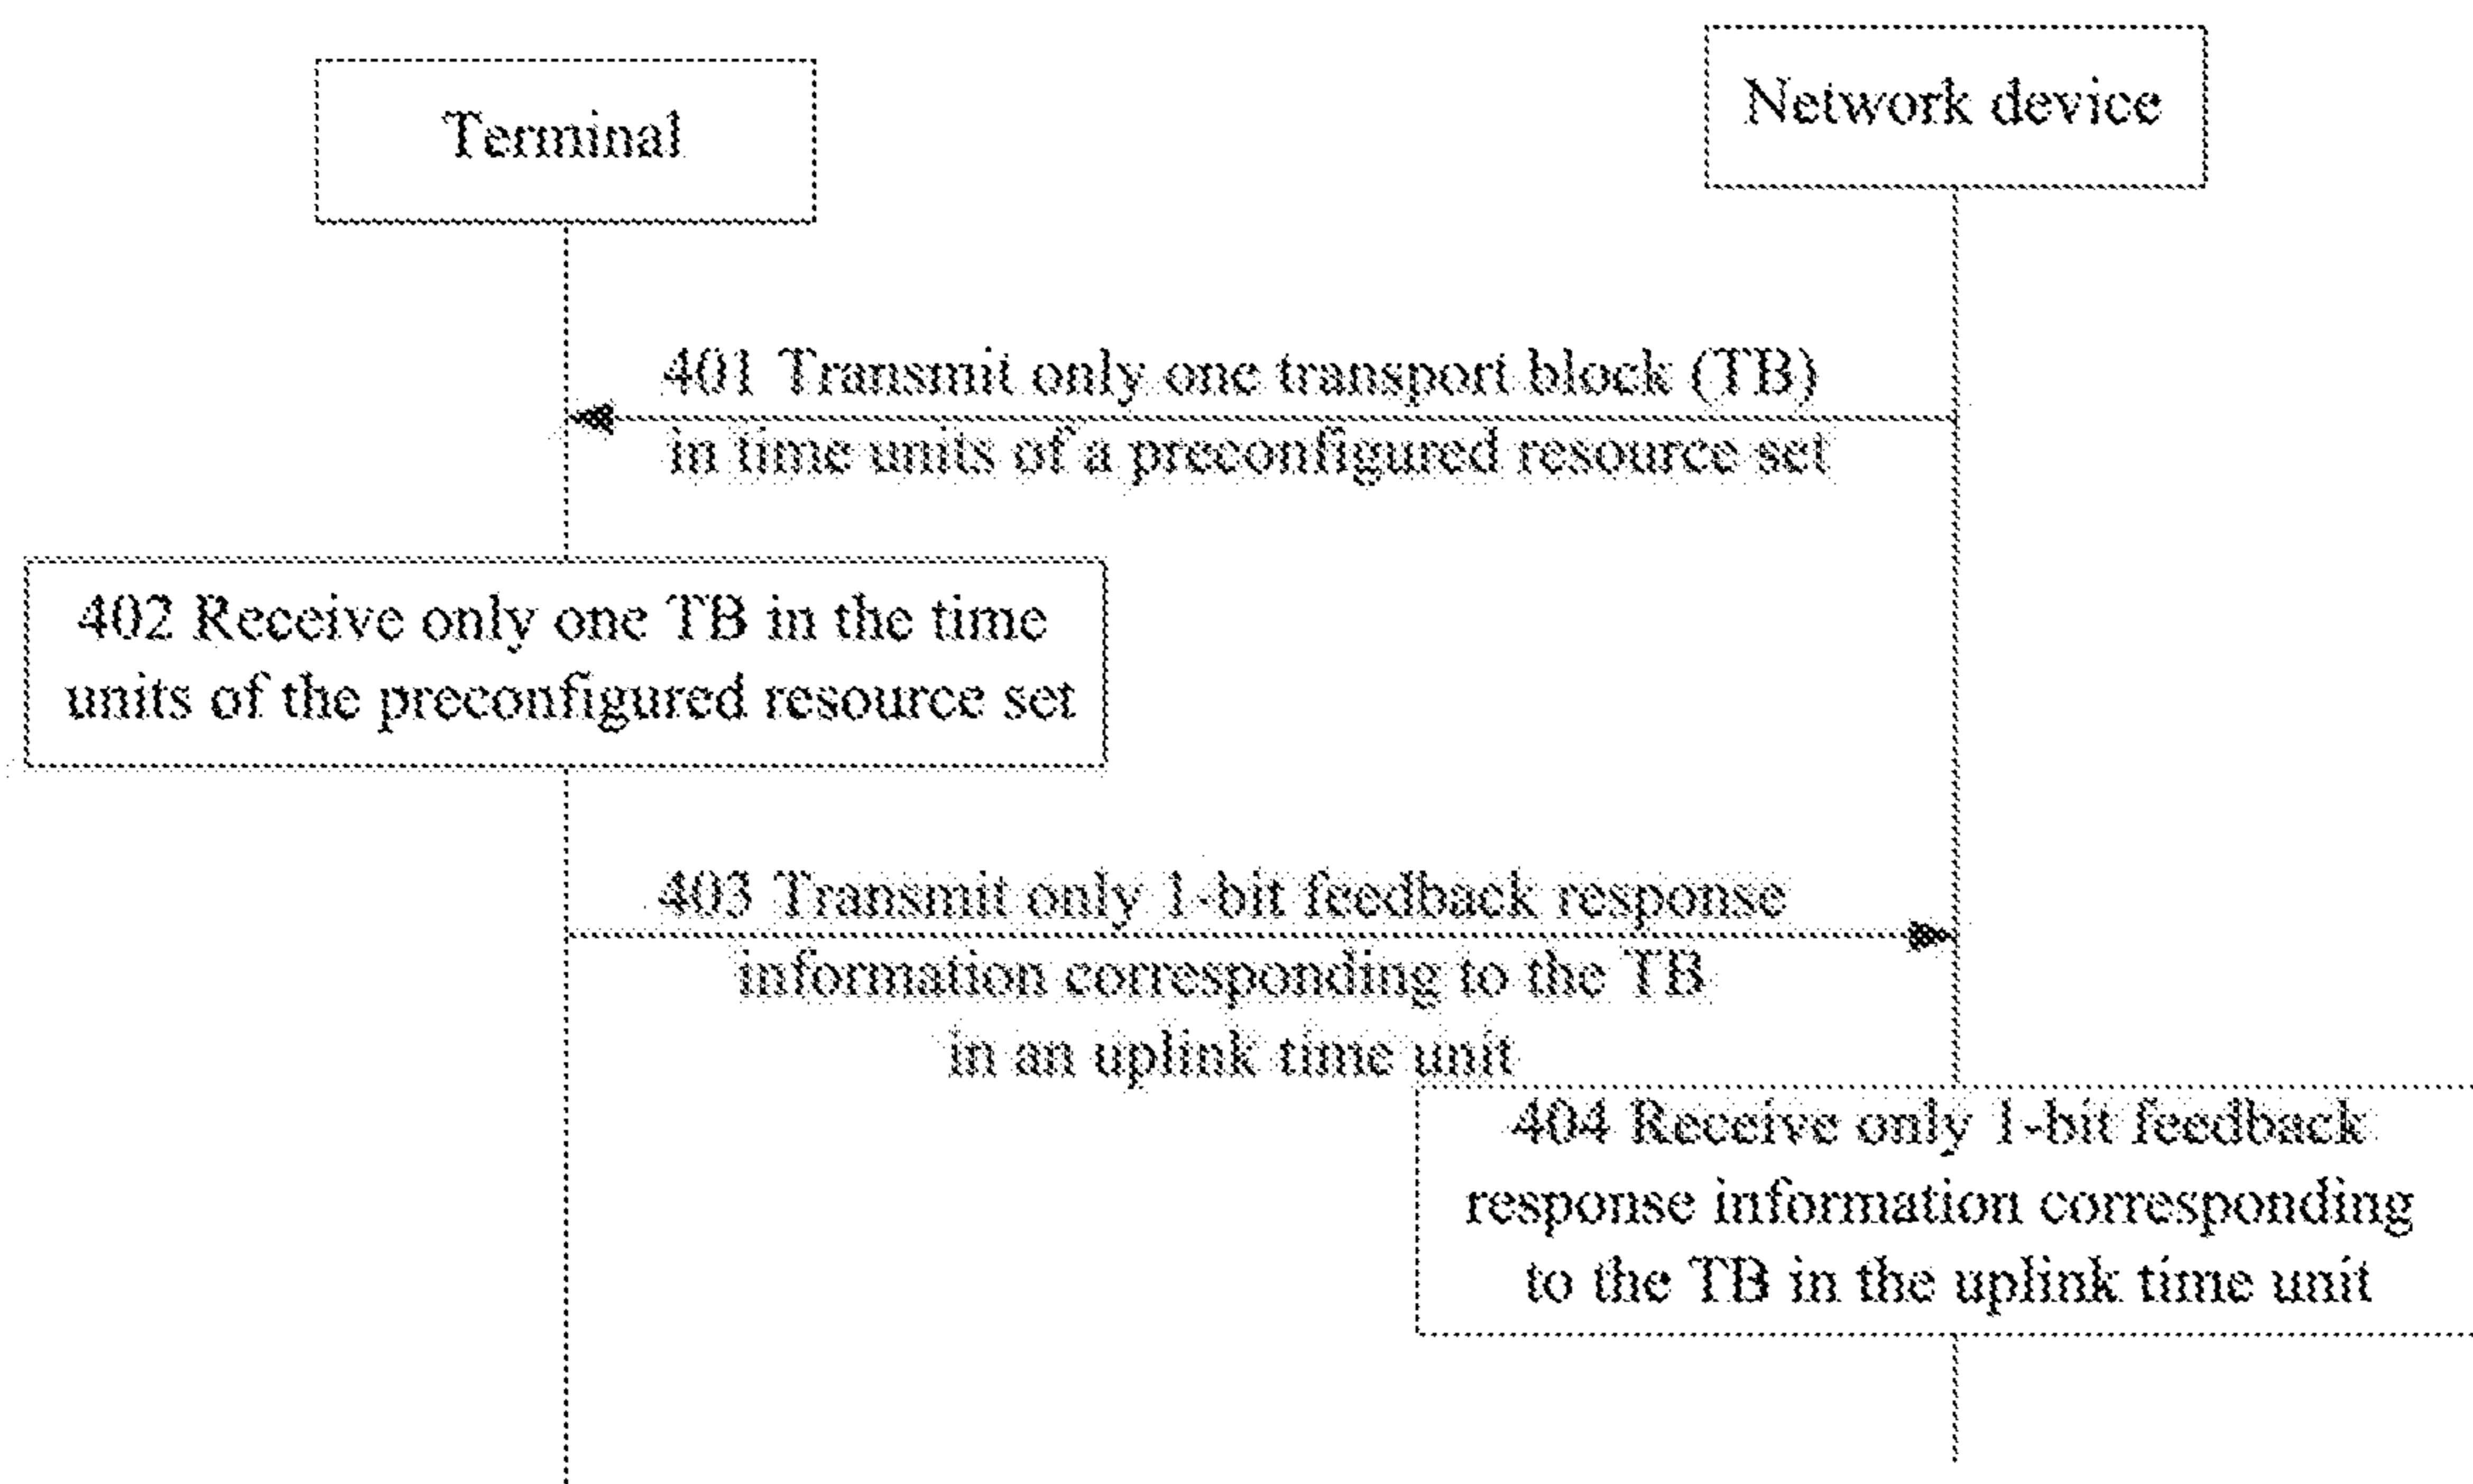 Terminal
Network device
401 Transmit only one transport block (TB)
in time units of a preconfigured resource set
402 Receive only one TB in the time
units of the preconfigured resource set
403 Transmit only 1-bit feedback response
information corresponding to the TB
in an uplink time unit
404 Receive only 1-bit feedback
response information corresponding
to the TB in the uplink time unit